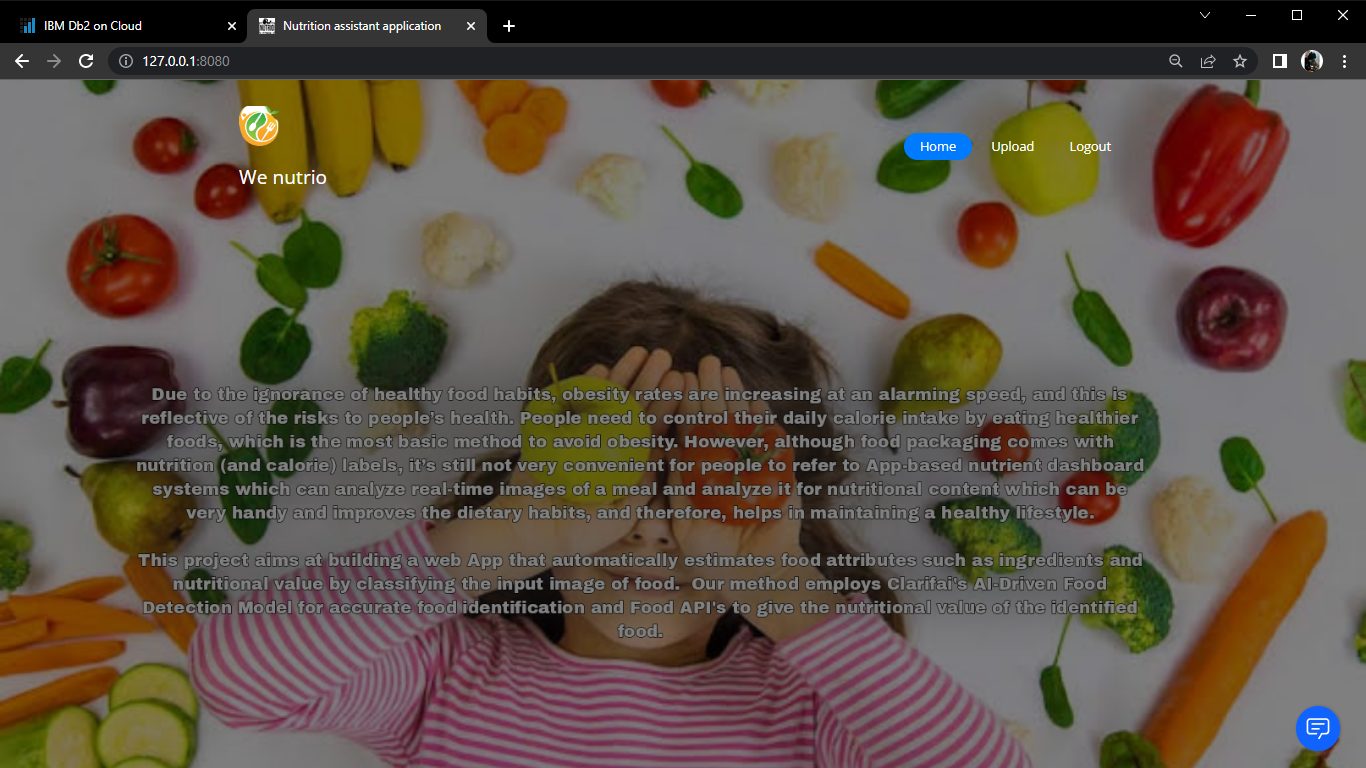 IBM Db2 on Cloud
Nutrition assistant application
127.0.0.1:8080
We nutrio
Home
Upload
Logout
Due to the ignorance of healthy food habits, obesity rates are increasing at an alarming speed, and this is
reflective of the risks to people's health. People need to control their daily calorie intake by eating healthier
foods, which is the most basic method to avoid obesity. However, although food packaging comes with
nutrition (and calorie) labels, it's still not very convenient for people to refer to App-based nutrient dashboard
systems which can analyze real-time images of a meal and analyze it for nutritional content which can be
very handy and improves the dietary habits, and therefore, helps in maintaining a healthy lifestyle.
This project aims at building a web App that automatically estimates food attributes such as ingredients and
nutritional value by classifying the input image of food. Our method employs Clarifai's AI-Driven Food
Detection Model for accurate food identification and Food API's to give the nutritional value of the identified
food.